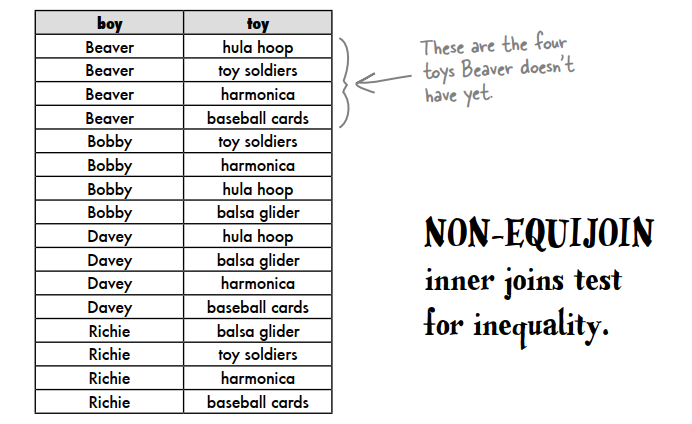 boy toy
Beaver hula hoop
Beaver toy soldiers
Beaver harmonica
Beaver baseball cards
Bobby toy soldiers
Bobby harmonica
Bobby hula hoop
Bobby balsa glider
Davey hula hoop
Davey balsa glider
Davey harmonica
Davey baseball cards
Richie balsa glider
Richie toy soldiers
Richie harmonica
Richie baseball cards
These are the four
toys Beaver doesn't
have yet.
NON-EQUIJOIN
inner joins test
for inequality.